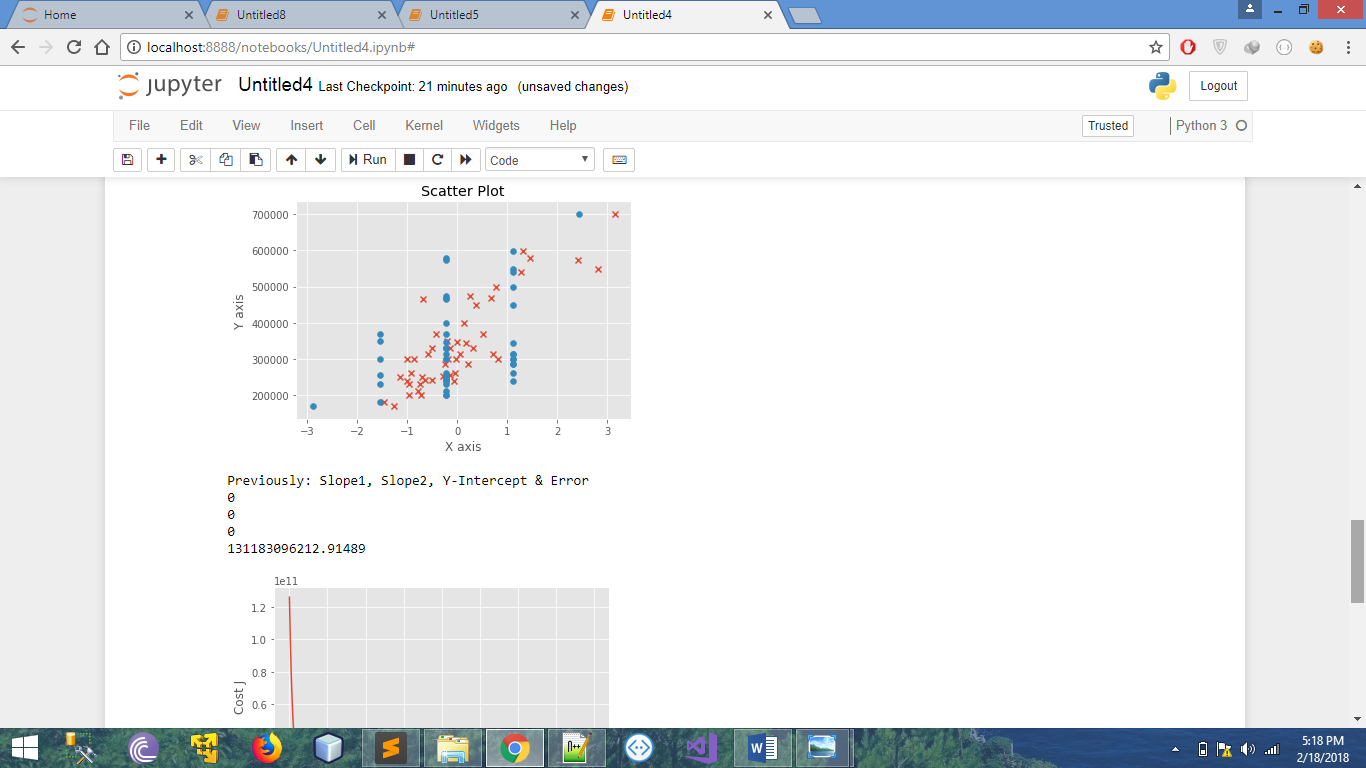 Home Untitled8 Untitled5 Untitled4
localhost:8888/notebooks/Untitled4.ipynb#
jupyter Untitled4 Last Checkpoint: 21 minutes ago (unsaved changes) Logout
File Edit View Insert Cell Kernel Widgets Help Trusted Python 3
Run Code
Scatter Plot
700000
600000
500000
400000
300000
200000
Y axis
−3 −2 −1 0 1 2 3
X axis
Previously: Slope1, Slope2, Y-Intercept & Error
0
0
0
131183096212.91489
1e11
1.2
1.0
0.8
0.6
Cost J
5:18 PM
2/18/2018